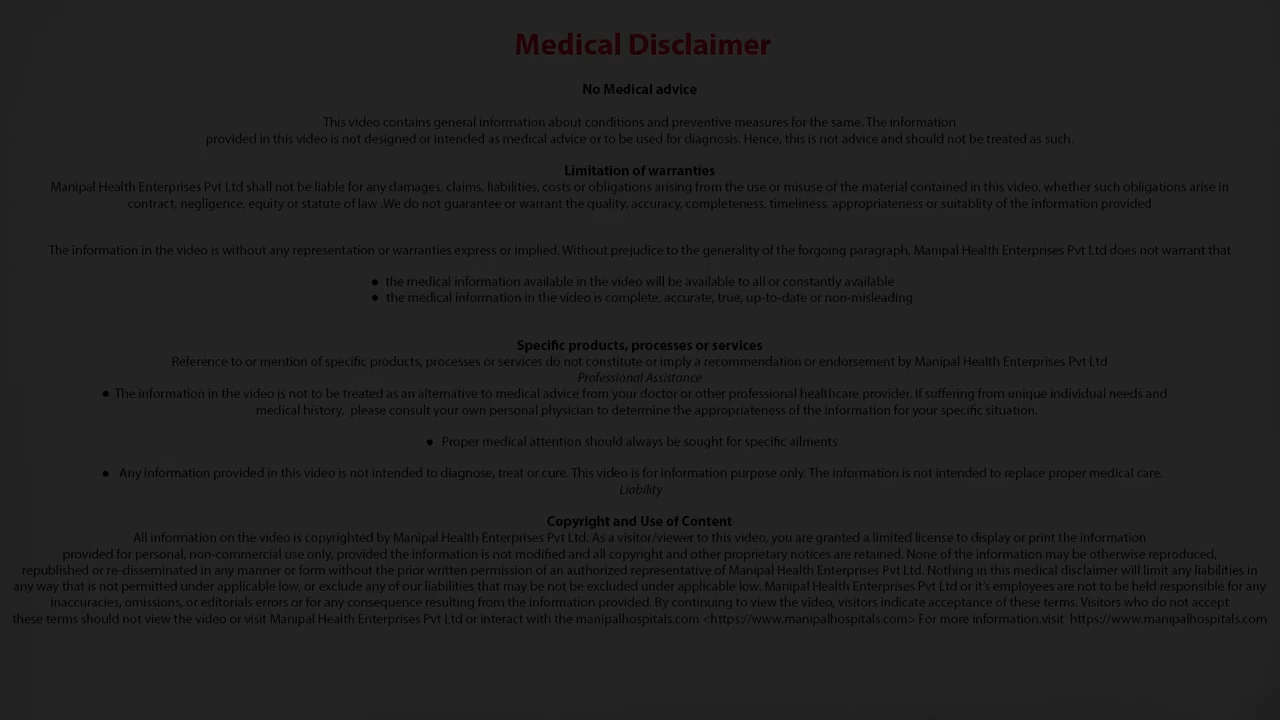 Medical Disclaimer
No Medical advice
This video contains general information about conditions and preventive measures for the same. The information
provided in this video is not designed or intended as medical advice or to be used for diagnosis. Hence, this is not advice and should not be treated as such.
Limitation of warranties
Manipal Health Enterprises Pvt Ltd shall not be liable for any damages, claims, liabilities, costs or obligations arising from the use or misuse of the material contained in this video, whether such obligations arise in
contract, negligence, equity or statute of law .We do not guarantee or warrant the quality, accuracy, completeness, timeliness, appropriateness or suitablity of the information provided
The information in the video is without any representation or warranties express or implied. Without prejudice to the generality of the forgoing paragraph, Manipal Health Enterprises Pvt Ltd does not warrant that
● the medical information available in the video will be available to all or constantly available
● the medical information in the video is complete, accurate, true, up-to-date or non-misleading
Specific products, processes or services
Reference to or mention of specific products, processes or services do not constitute or imply a recommendation or endorsement by Manipal Health Enterprises Pvt Ltd
Professional Assistance
● The information in the video is not to be treated as an alternative to medical advice from your doctor or other professional healthcare provider. If suffering from unique individual needs and
medical history, please consult your own personal physician to determine the appropriateness of the information for your specific situation.
● Proper medical attention should always be sought for specific ailments
● Any information provided in this video is not intended to diagnose, treat or cure. This video is for information purpose only. The information is not intended to replace proper medical care.
Liability
Copyright and Use of Content
All information on the video is copyrighted by Manipal Health Enterprises Pvt Ltd. As a visitor/viewer to this video, you are granted a limited license to display or print the information
provided for personal, non-commercial use only, provided the information is not modified and all copyright and other proprietary notices are retained. None of the information may be otherwise reproduced,
republished or re-disseminated in any manner or form without the prior written permission of an authorized representative of Manipal Health Enterprises Pvt Ltd. Nothing in this medical disclaimer will limit any liabilities in
any way that is not permitted under applicable low, or exclude any of our liabilities that may be not be excluded under applicable low. Manipal Health Enterprises Pvt Ltd or it's employees are not to be held responsible for any
inaccuracies, omissions, or editorials errors or for any consequence resulting from the information provided. By continuing to view the video, visitors indicate acceptance of these terms. Visitors who do not accept
these terms should not view the video or visit Manipal Health Enterprises Pvt Ltd or interact with the manipalhospitals.com <https://www.manipalhospitals.com> For more information.visit https://www.manipalhospitals.com